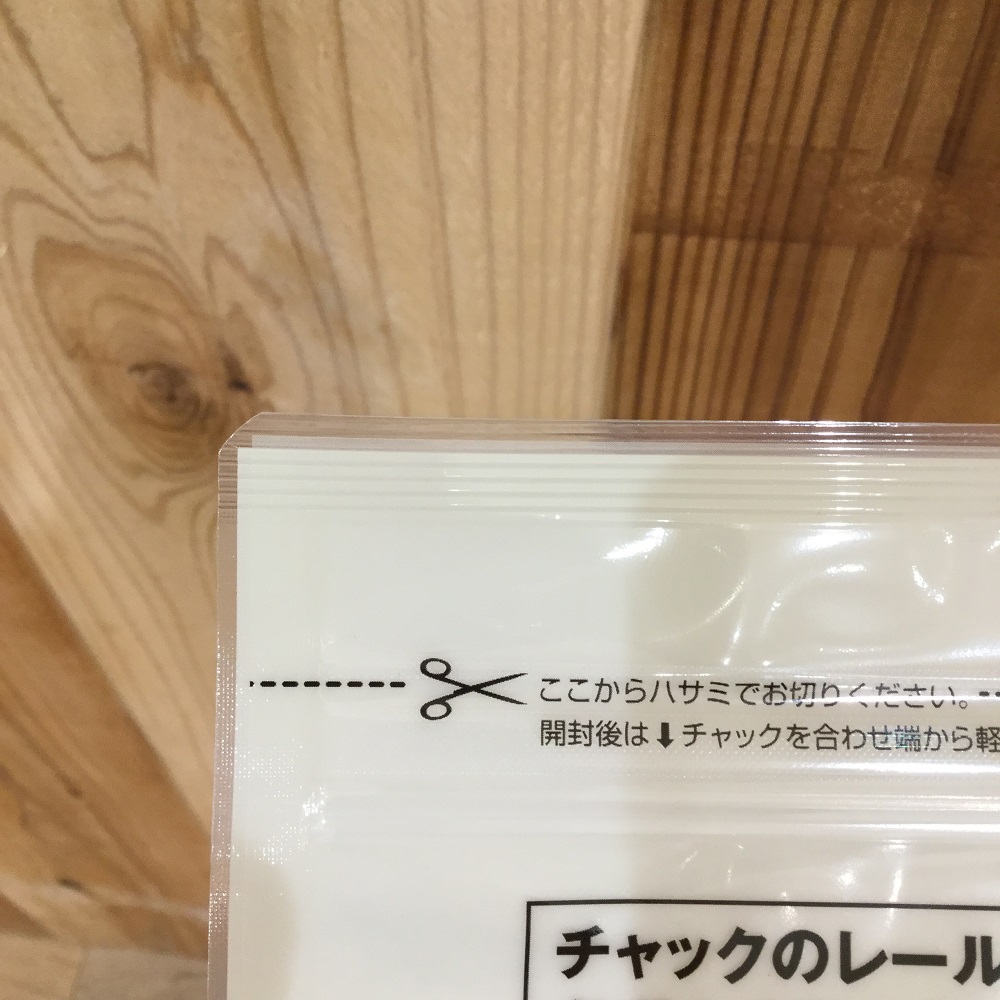 ここからハサミでお切りください。
開封後は⬇チャックを合わせ端から軽
チャックのレール